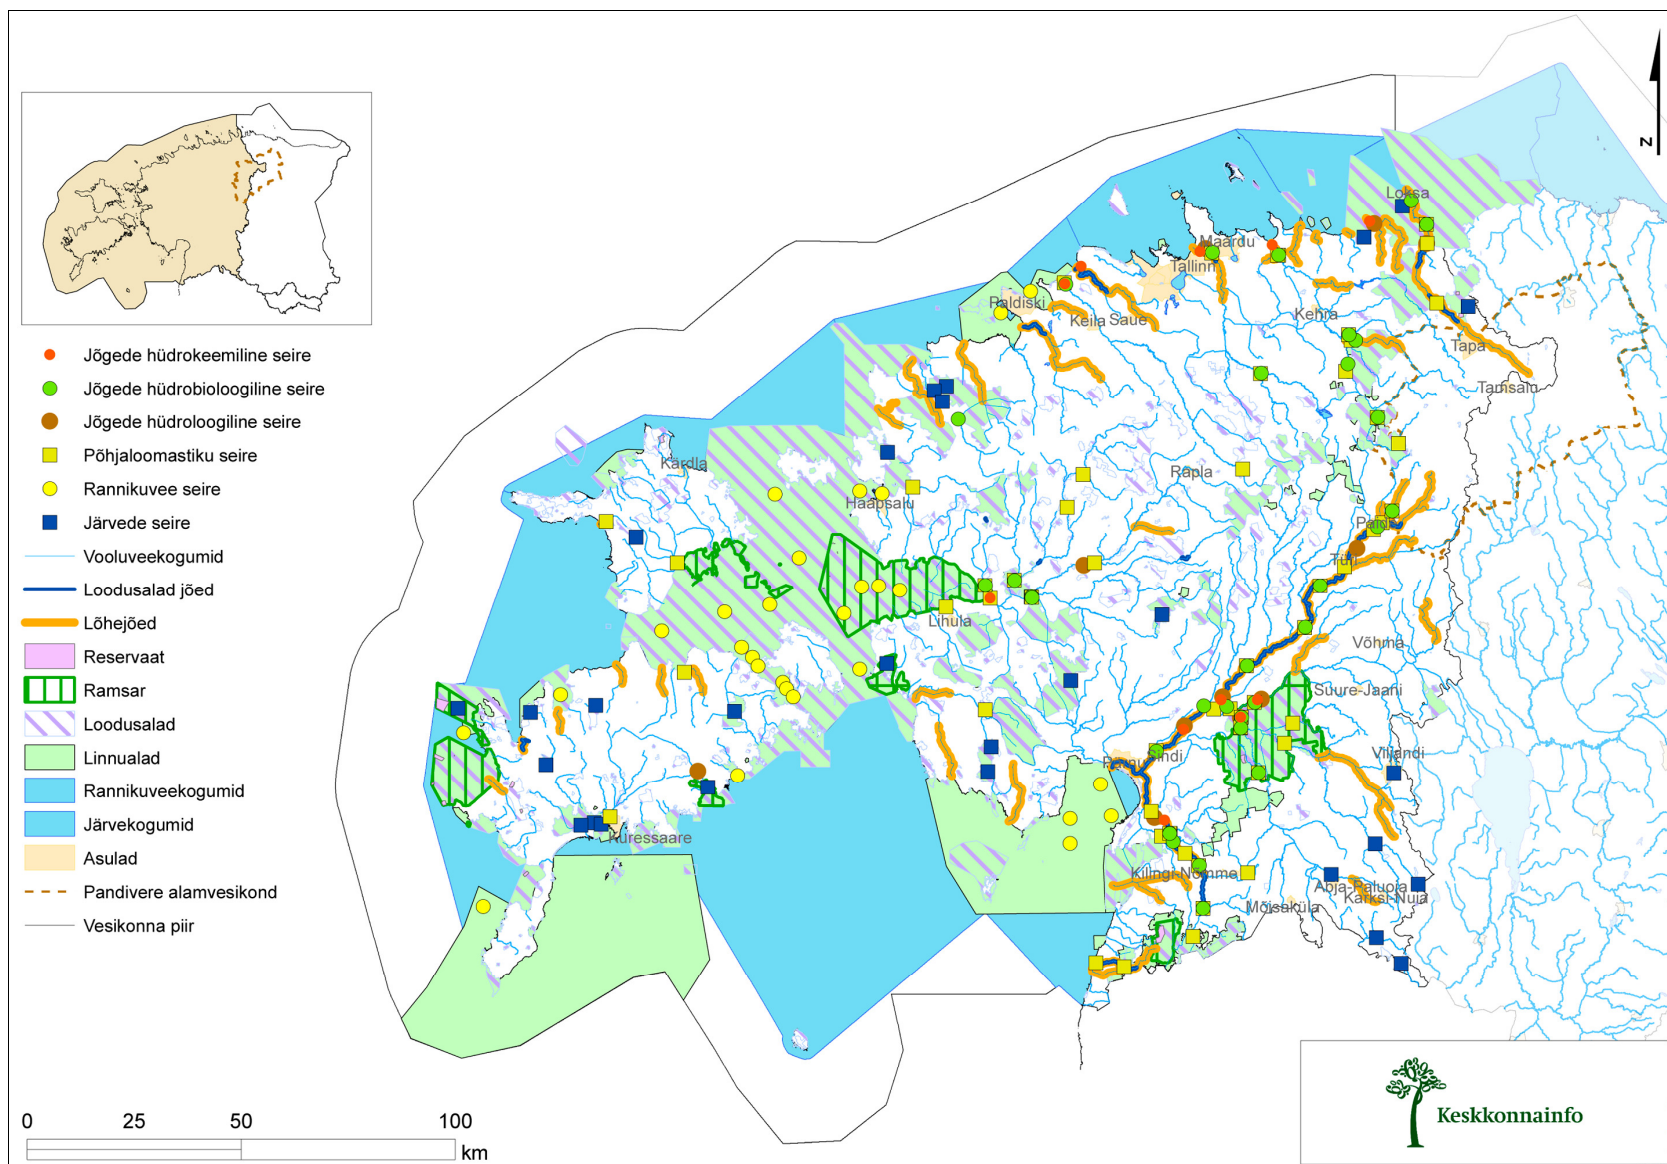 Jõgede hüdrokeemiline seire
Jõgede hüdrobioloogiline seire
Jõgede hüdroloogiline seire
Põhjaloomastiku seire
Rannikuvee seire
Järvede seire
Vooluveekogumid
Loodusalad jõed
Lõhejõed
Reservaat
Ramsar
Loodusalad
Linnualad
Rannikuveekogumid
Järvekogumid
Asulad
Pandivere alamvesikond
Vesikonna piir
N
Loksa
Maardu
Tallinn
Paldiski
Keila
Saue
Kehra
Tapa
Tamsalu
Kärdla
Rapla
Haapsalu
Paide
Türi
Lihula
Võhma
Suure-Jaani
Sindi
Pärnu
Viljandi
Kuressaare
Kilingi-Nõmme
Abja-Paluoja
Karksi-Nuia
Mõisaküla
0 25 50 100
km
Keskkonnainfo